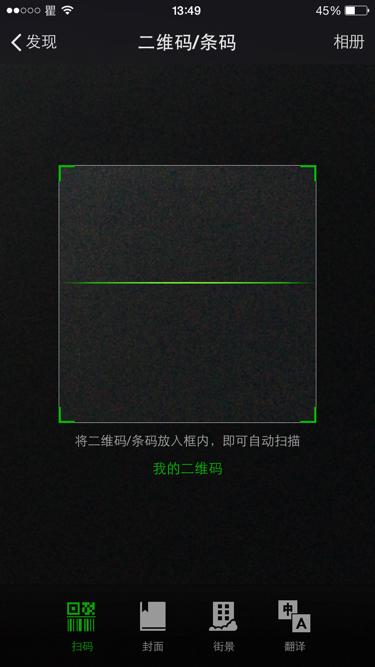 瞿 13:49 45%
发现 二维码/条码 相册
将二维码/条码放入框内，即可自动扫描
我的二维码
中 A
扫码 封面 街景 翻译